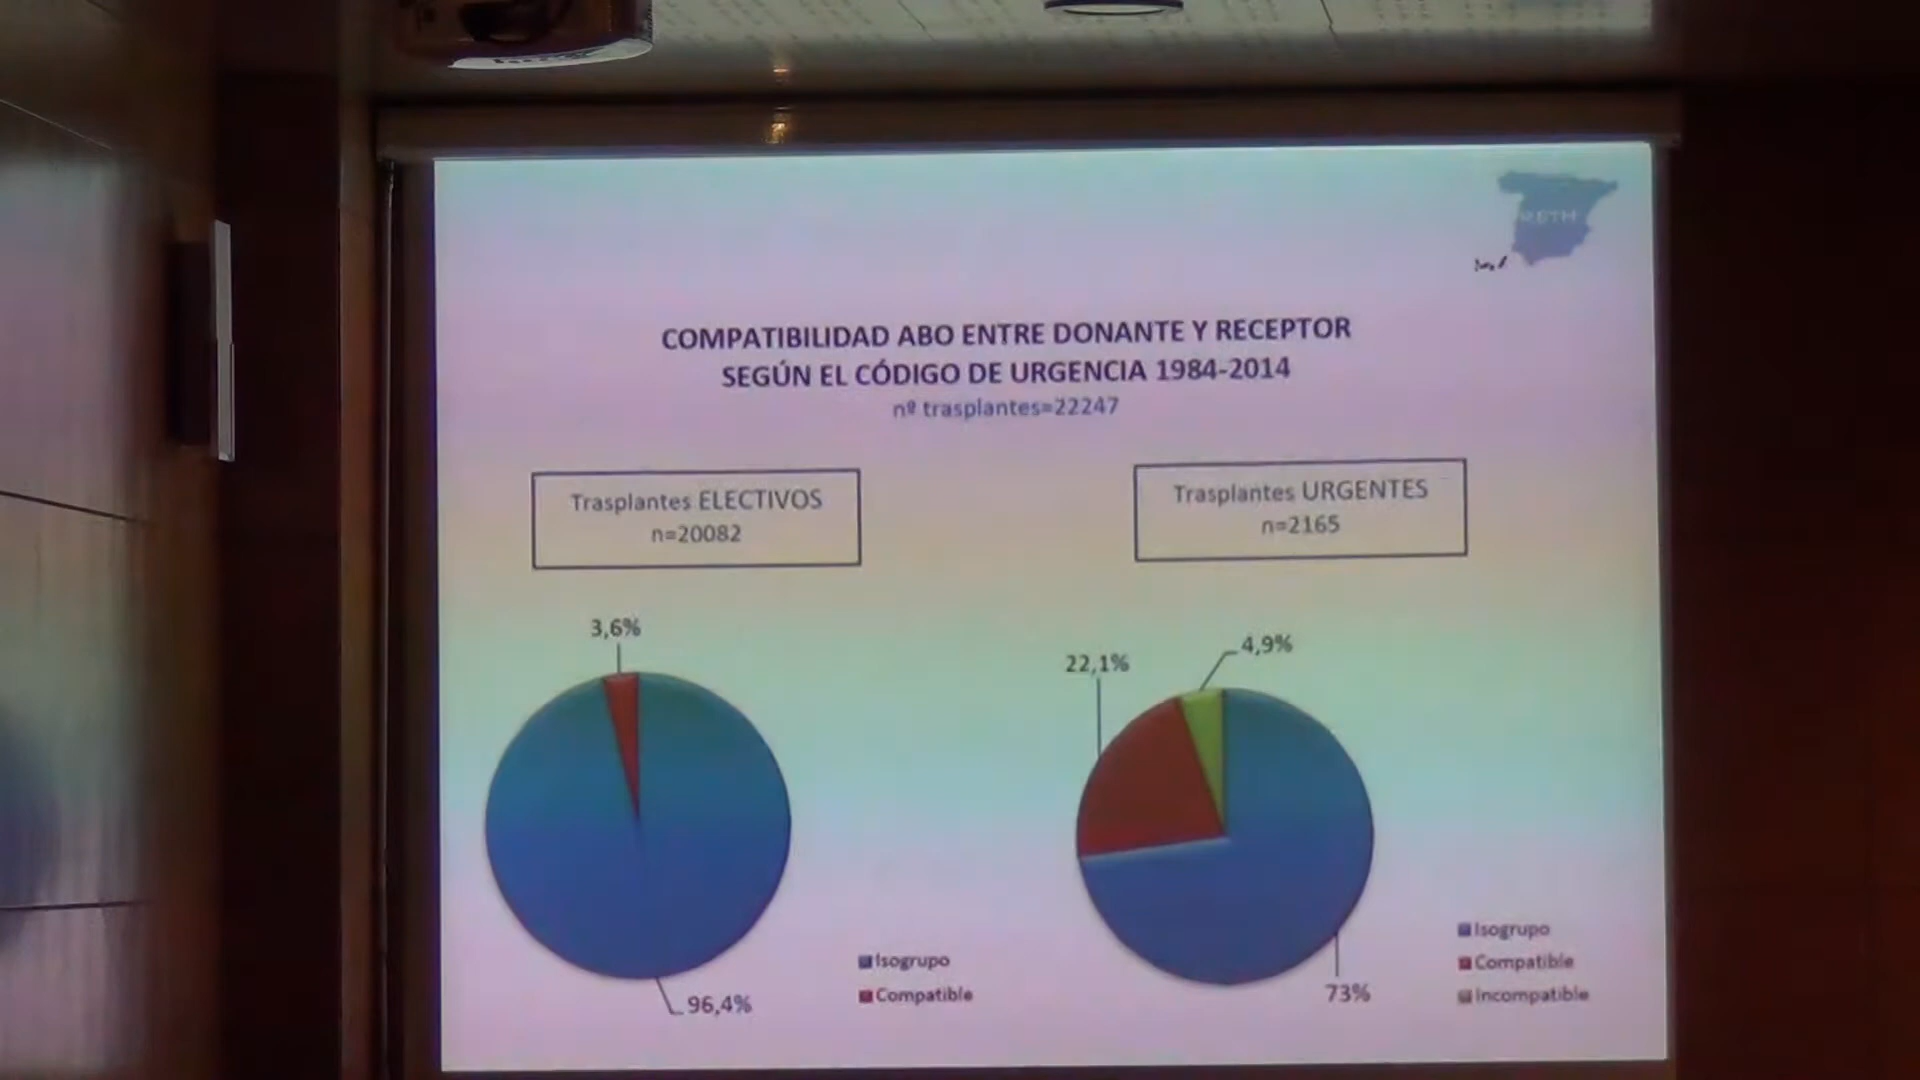 RETH
COMPATIBILIDAD ABO ENTRE DONANTE Y RECEPTOR
SEGÚN EL CÓDIGO DE URGENCIA 1984-2014
nº trasplantes=22247
Trasplantes ELECTIVOS
n=20082
Trasplantes URGENTES
n=2165
3,6%
96,4%
Isogrupo
Compatible
22,1%
4,9%
73%
Isogrupo
Compatible
Incompatible